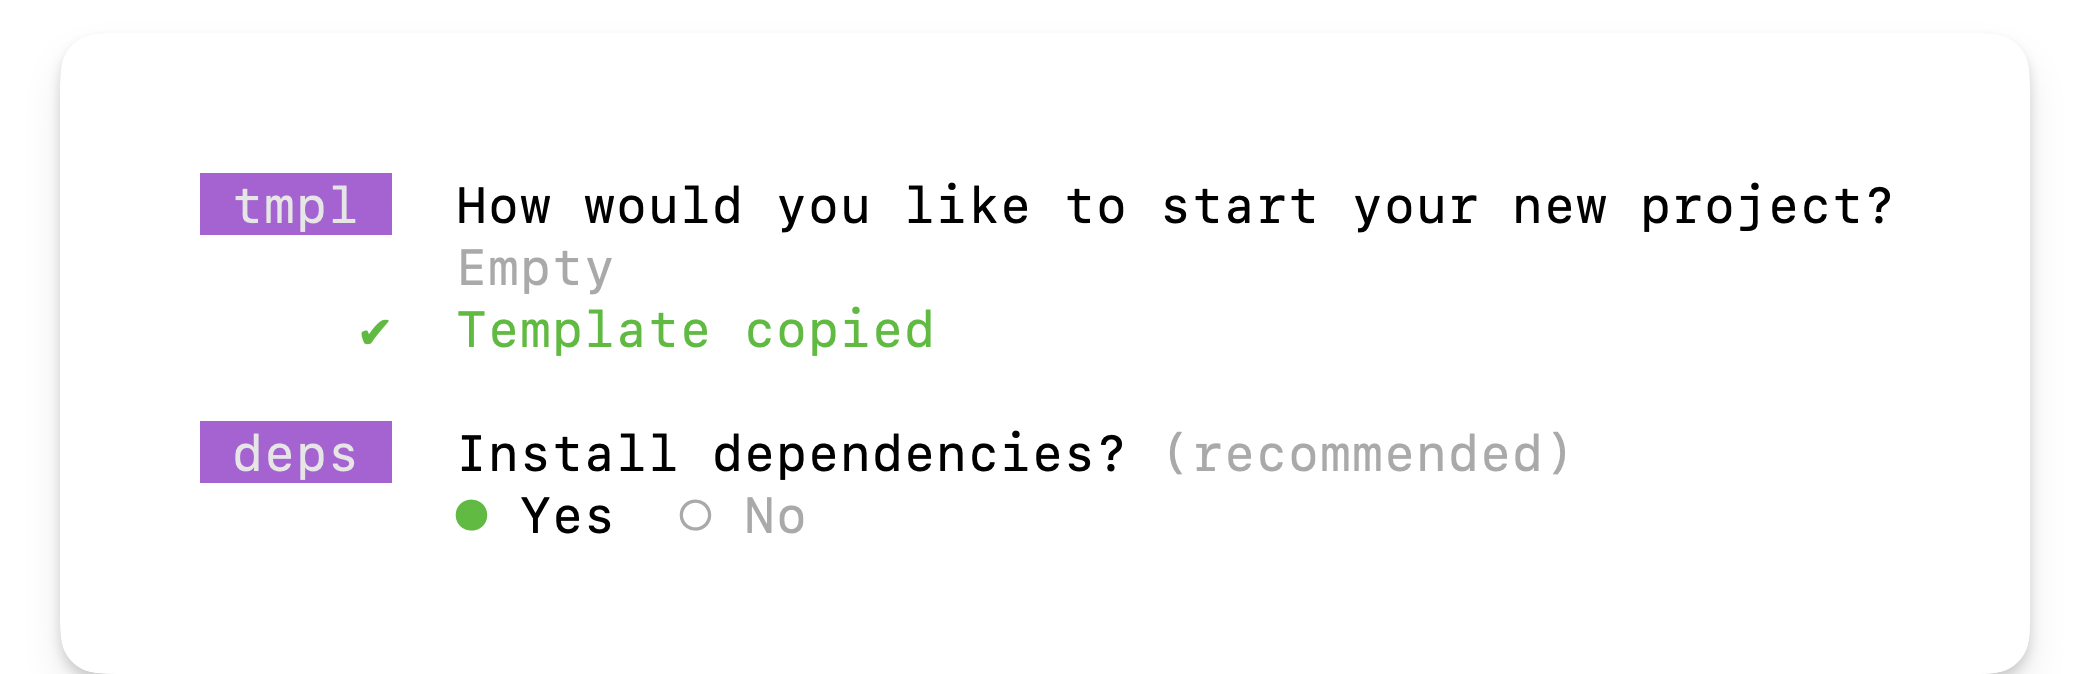 tmpl How would you like to start your new project?
Empty
✔ Template copied
deps Install dependencies? (recommended)
● Yes ○ No